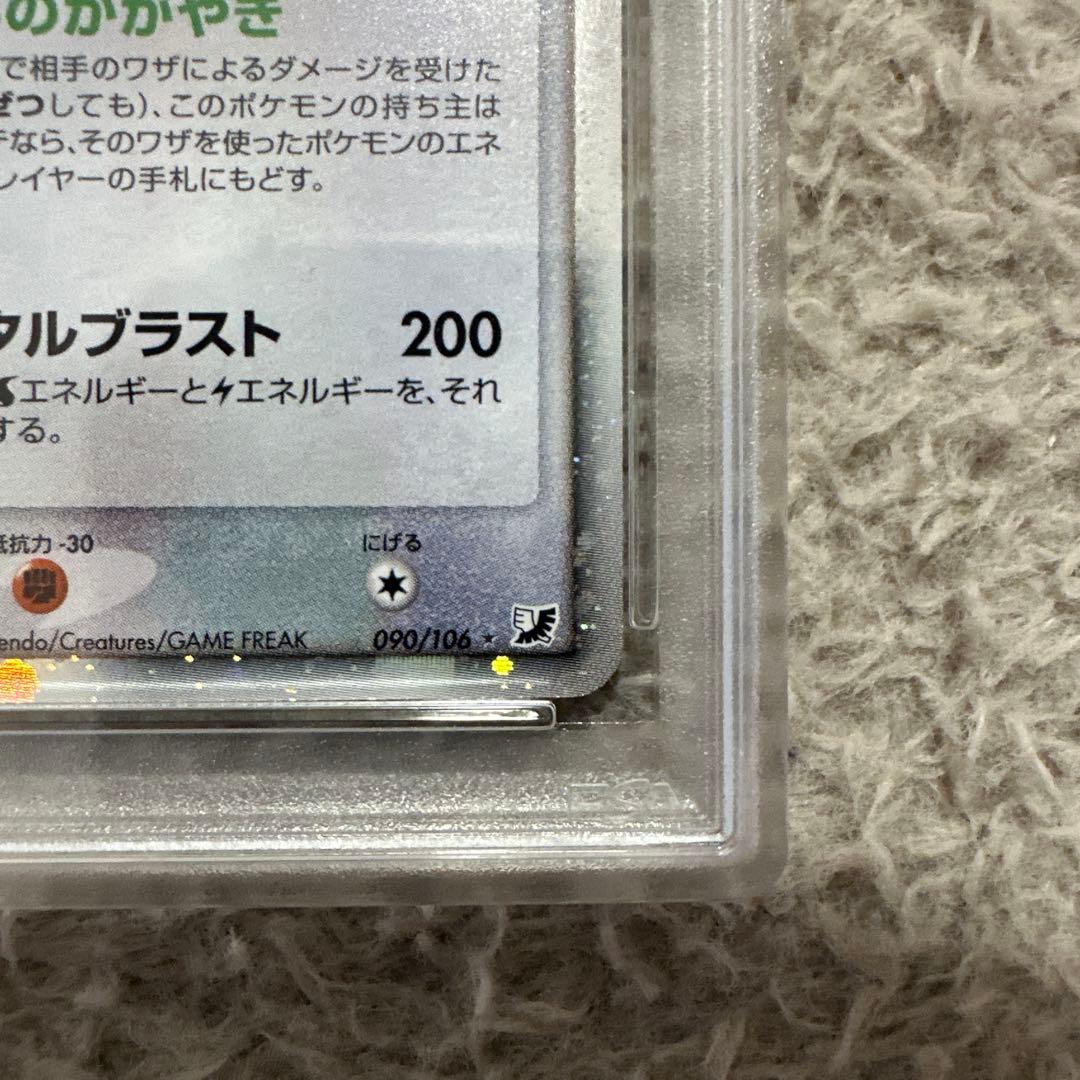 のかがやき
で相手のワザによるダメージを受けた
ぜつしても)、このポケモンの持ち主は
なら、そのワザを使ったポケモンのエネ
レイヤーの手札にもどす。
タルブラスト 200
エネルギーとエネルギーを、それ
する。
抵抗力 -30 にげる
endo/Creatures/GAME FREAK 090/106 ★